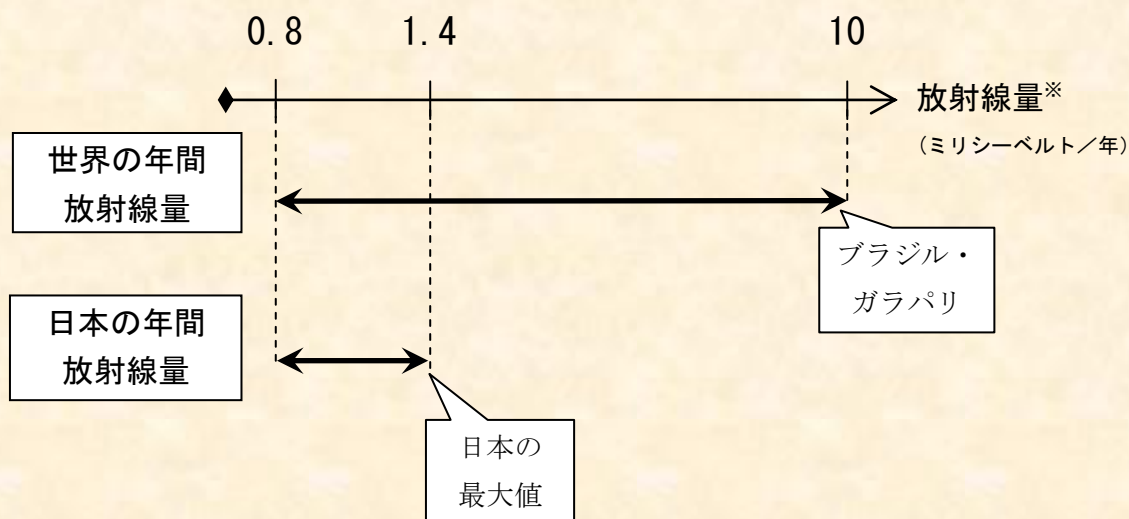 0.8 1.4 10
放射線量※
(ミリシーベルト/年)
世界の年間
放射線量
ブラジル・
ガラパリ
日本の年間
放射線量
日本の
最大値